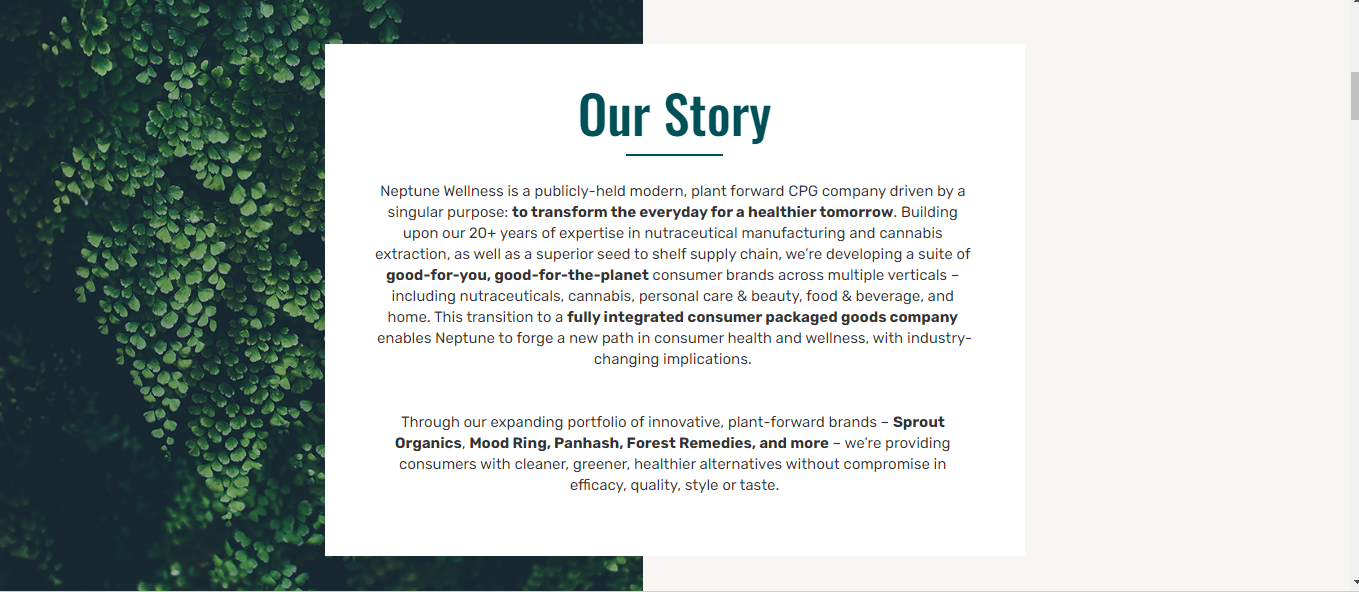 Our Story
Neptune Wellness is a publicly-held modern, plant forward CPG company driven by a
singular purpose: to transform the everyday for a healthier tomorrow. Building
upon our 20+ years of expertise in nutraceutical manufacturing and cannabis
extraction, as well as a superior seed to shelf supply chain, we're developing a suite of
good-for-you, good-for-the-planet consumer brands across multiple verticals –
including nutraceuticals, cannabis, personal care & beauty, food & beverage, and
home. This transition to a fully integrated consumer packaged goods company
enables Neptune to forge a new path in consumer health and wellness, with industry-
changing implications.
Through our expanding portfolio of innovative, plant-forward brands – Sprout
Organics, Mood Ring, Panhash, Forest Remedies, and more – we're providing
consumers with cleaner, greener, healthier alternatives without compromise in
efficacy, quality, style or taste.